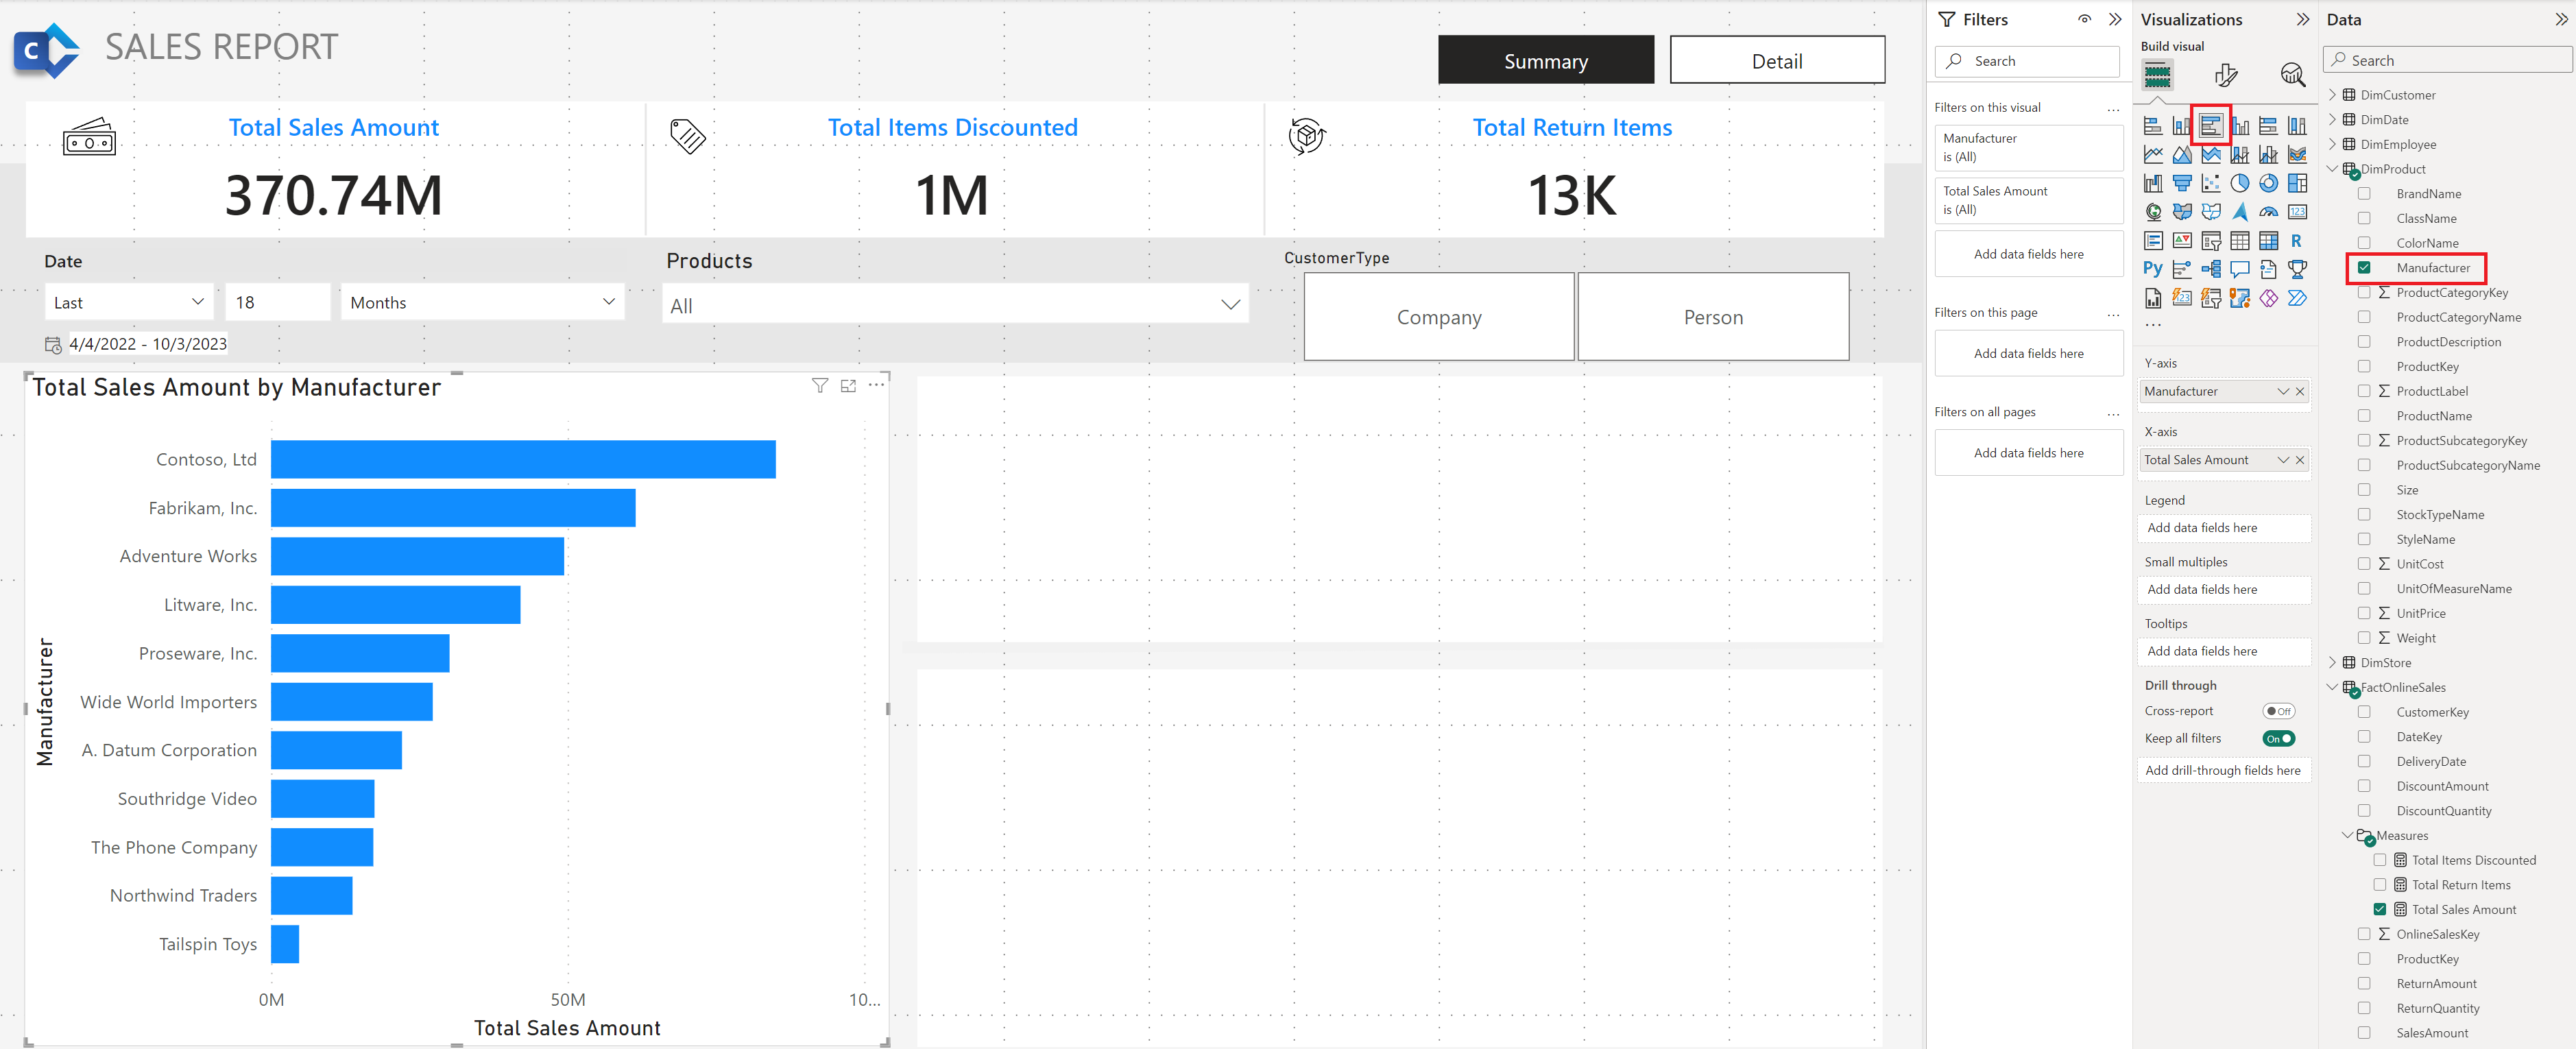 C
SALES REPORT
Summary
Detail
Total Sales Amount
370.74M
Total Items Discounted
1M
Total Return Items
13K
Date
Last
18
Months
4/4/2022 - 10/3/2023
Products
All
CustomerType
Company
Person
Total Sales Amount by Manufacturer
Manufacturer
Contoso, Ltd
Fabrikam, Inc.
Adventure Works
Litware, Inc.
Proseware, Inc.
Wide World Importers
A. Datum Corporation
Southridge Video
The Phone Company
Northwind Traders
Tailspin Toys
0M
50M
10...
Total Sales Amount
Filters
Search
Filters on this visual
...
Manufacturer
is (All)
Total Sales Amount
is (All)
Add data fields here
Filters on this page
...
Add data fields here
Filters on all pages
...
Add data fields here
Visualizations
Build visual
123
R
Py
123
...
Y-axis
Manufacturer
X-axis
Total Sales Amount
Legend
Add data fields here
Small multiples
Add data fields here
Tooltips
Add data fields here
Drill through
Cross-report
Off
Keep all filters
On
Add drill-through fields here
Data
Search
DimCustomer
DimDate
DimEmployee
DimProduct
BrandName
ClassName
ColorName
Manufacturer
∑ ProductCategoryKey
ProductCategoryName
ProductDescription
ProductKey
∑ ProductLabel
ProductName
∑ ProductSubcategoryKey
ProductSubcategoryName
Size
StockTypeName
StyleName
∑ UnitCost
UnitOfMeasureName
∑ UnitPrice
∑ Weight
DimStore
FactOnlineSales
CustomerKey
DateKey
DeliveryDate
DiscountAmount
DiscountQuantity
Measures
Total Items Discounted
Total Return Items
Total Sales Amount
∑ OnlineSalesKey
ProductKey
ReturnAmount
ReturnQuantity
SalesAmount